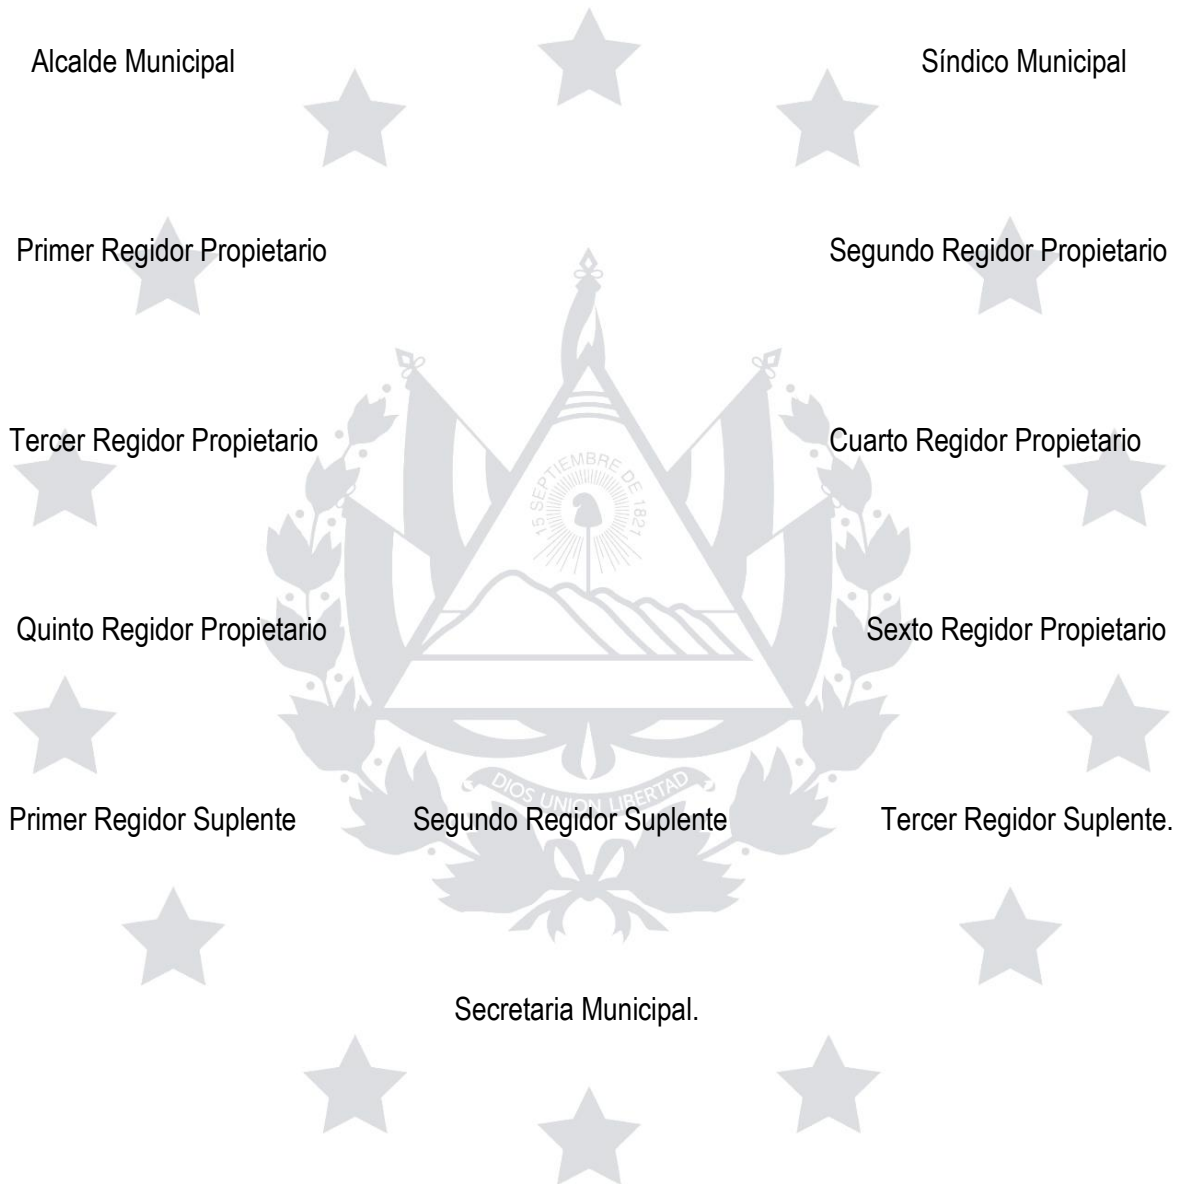 Alcalde Municipal Síndico Municipal
Primer Regidor Propietario Segundo Regidor Propietario
Tercer Regidor Propietario Cuarto Regidor Propietario
15 SEPTIEMBRE DE 1821
Quinto Regidor Propietario Sexto Regidor Propietario
DIOS UNION LIBERTAD
Primer Regidor Suplente Segundo Regidor Suplente Tercer Regidor Suplente.
Secretaria Municipal.